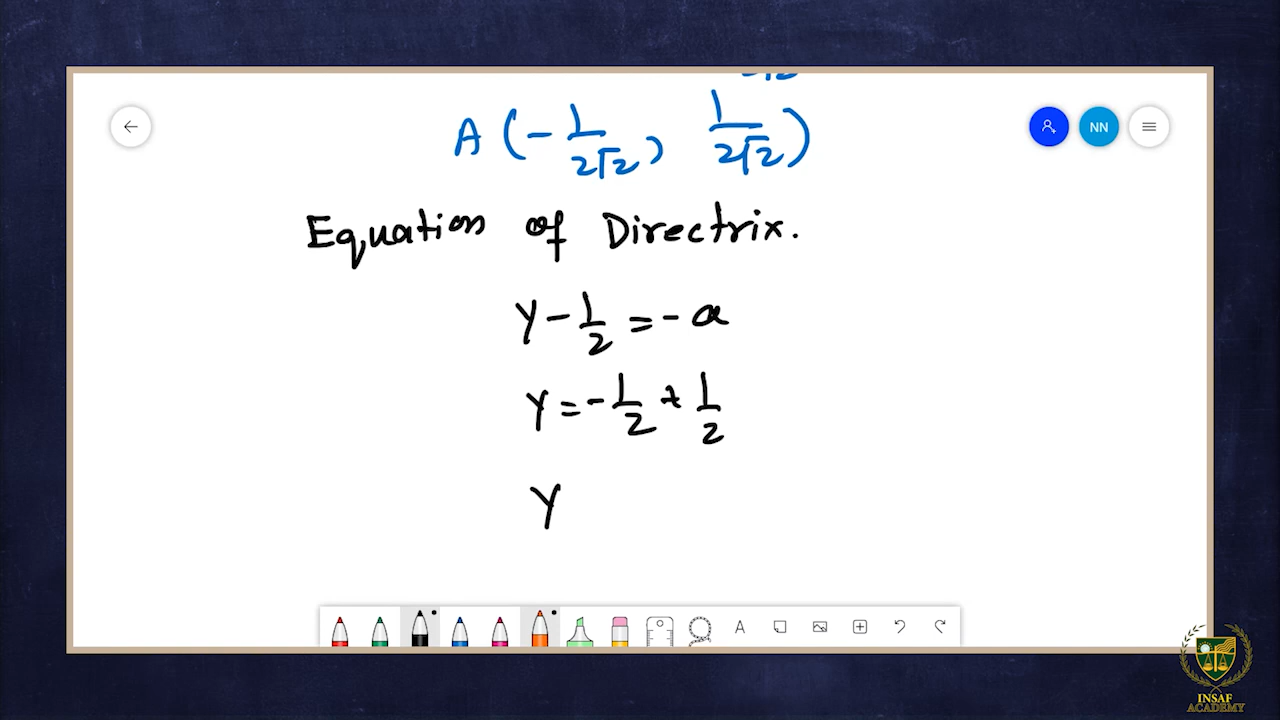 A (-1/2√2, 1/2√2)
NN
Equation of Directrix.
y - 1/2 = - a
y = - 1/2 + 1/2
y
A
INSAF
ACADEMY